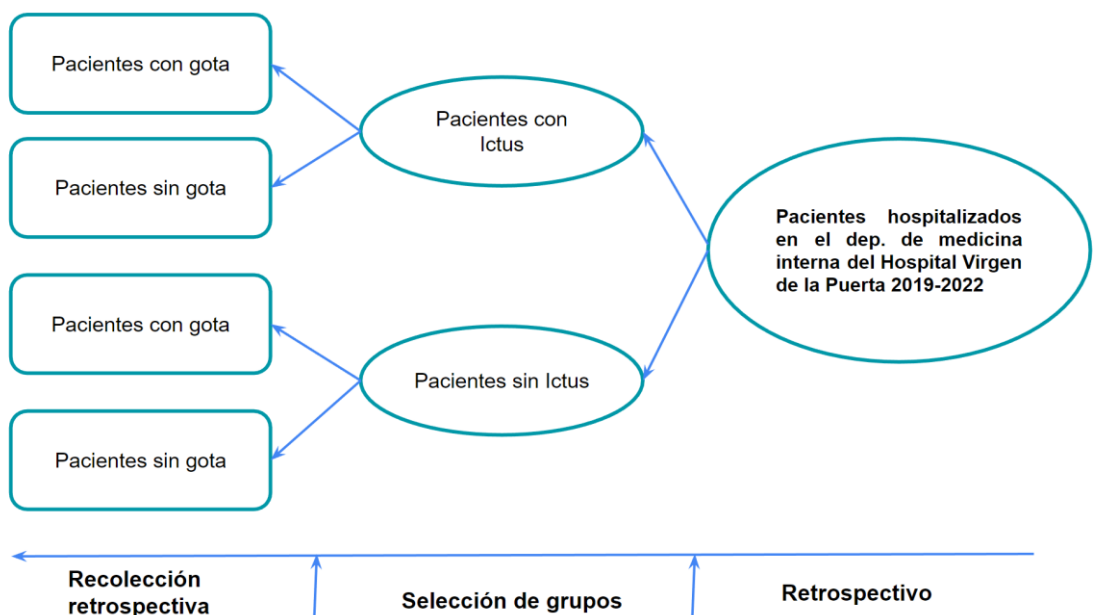 Pacientes con gota
Pacientes sin gota
Pacientes con
Ictus
Pacientes hospitalizados
en el dep. de medicina
interna del Hospital Virgen
de la Puerta 2019-2022
Pacientes con gota
Pacientes sin Ictus
Pacientes sin gota
Recolección
retrospectiva
Selección de grupos
Retrospectivo